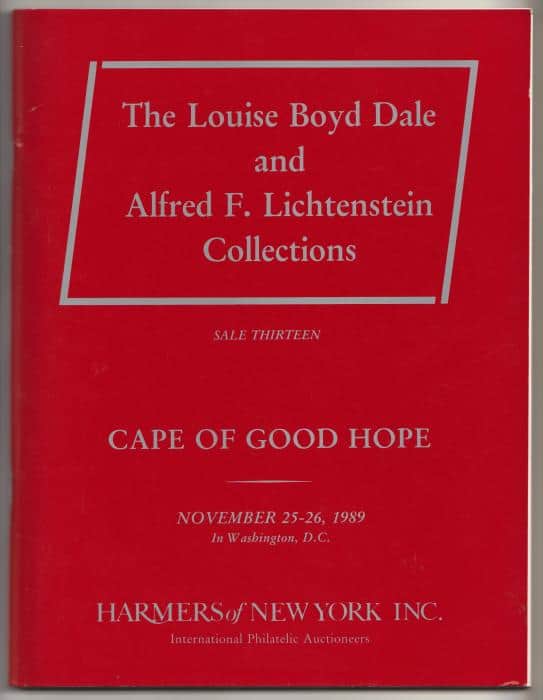 The Louise Boyd Dale
and
Alfred F. Lichtenstein
Collections
SALE THIRTEEN
CAPE OF GOOD HOPE
NOVEMBER 25-26, 1989
In Washington, D.C.
HARMERS of NEW YORK INC.
International Philatelic Auctioneers